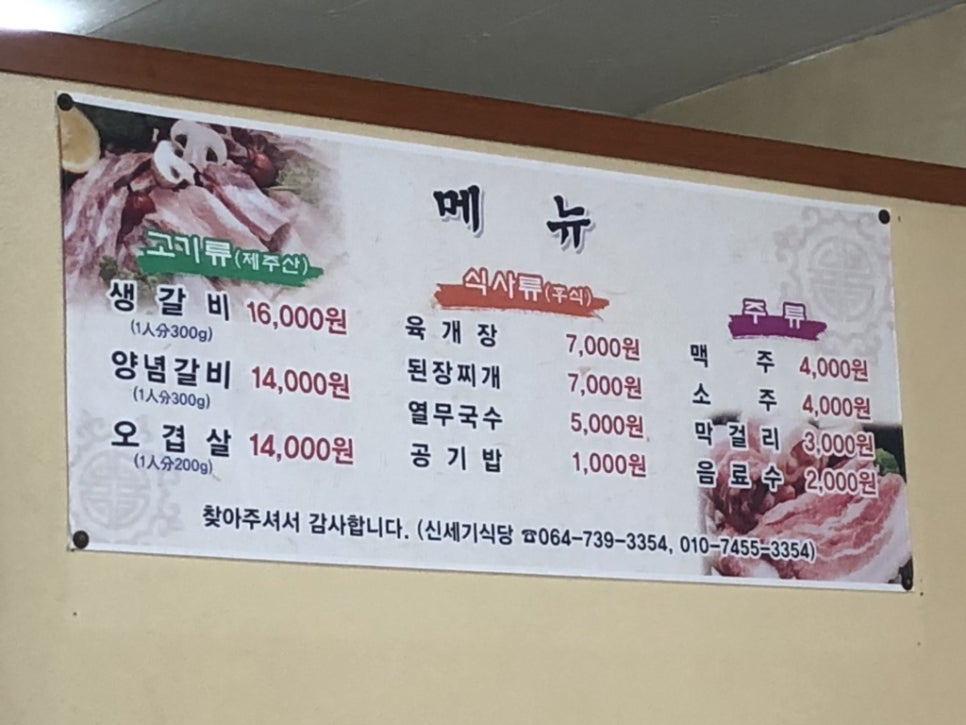 메 뉴
고기류(제주산)
생 갈 비 16,000원
(1人分300g)
양념갈비 14,000원
(1人分300g)
오 겹 살 14,000원
(1人分200g)
식사류(후식)
육 개 장 7,000원
된장찌개 7,000원
열무국수 5,000원
공 기 밥 1,000원
주 류
맥 주 4,000원
소 주 4,000원
막 걸 리 3,000원
음 료 수 2,000원
찾아주셔서 감사합니다. (신세기식당 ☎064-739-3354, 010-7455-3354)